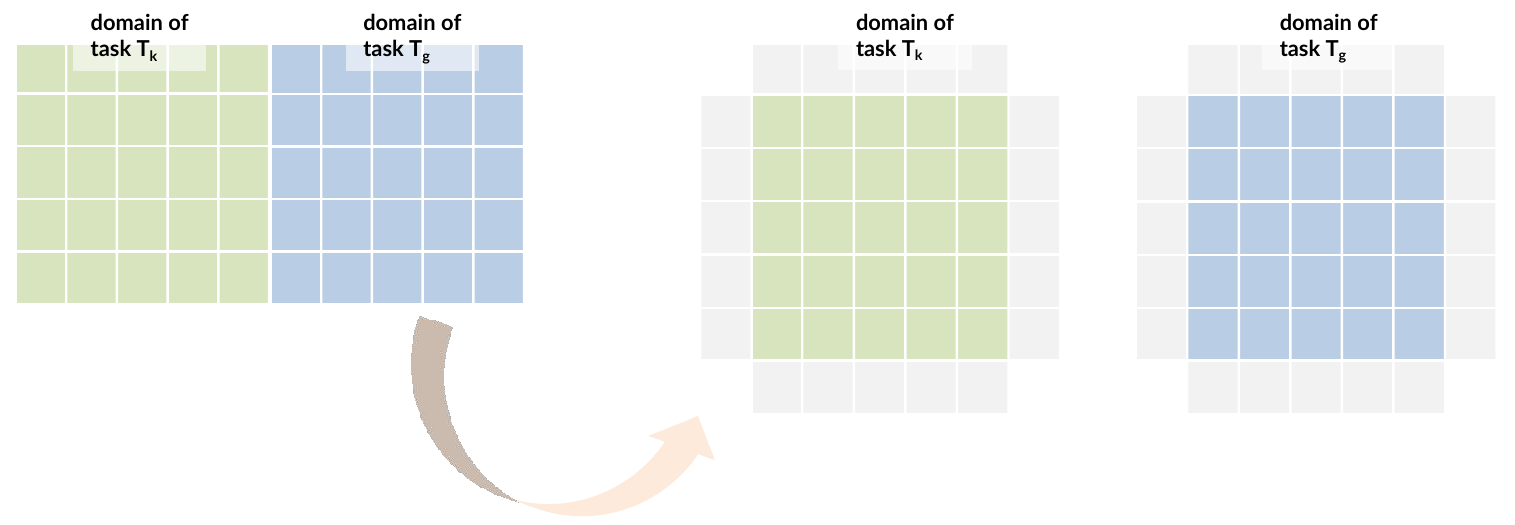 domain of
task Tk
domain of
task Tg
domain of
task Tk
domain of
task Tg